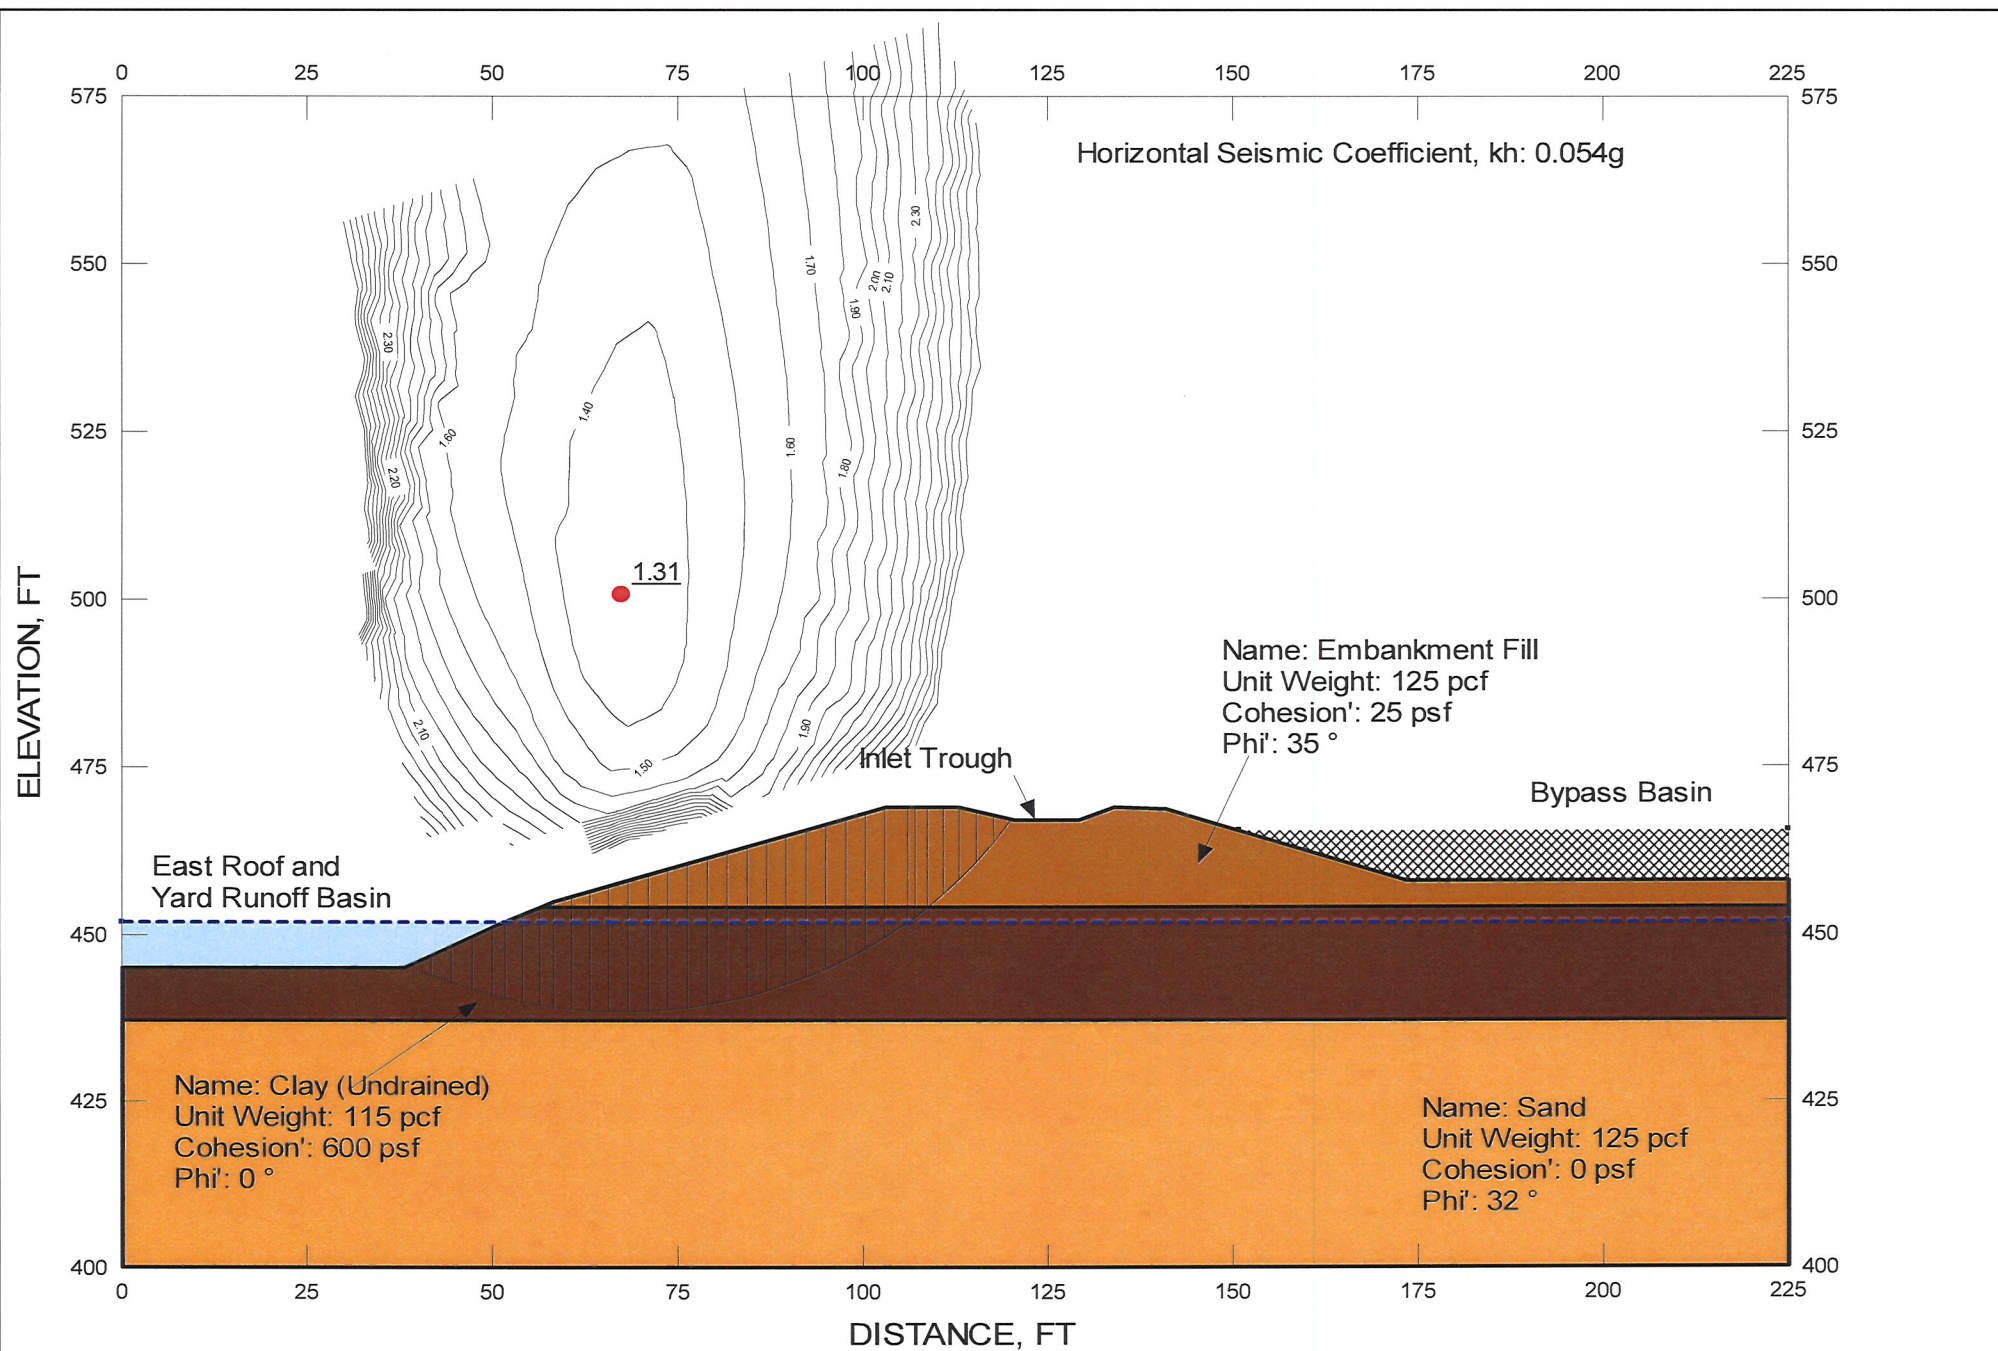 0 25 50 75 100 125 150 175 200 225
575 575
Horizontal Seismic Coefficient, kh: 0.054g
2.30
550 1.70 550
2.00
2.10
1.90
2.30
1.40
525 1.60 1.60 525
1.80
2.20
1.31
500 500
ELEVATION, FT
Name: Embankment Fill
Unit Weight: 125 pcf
Cohesion': 25 psf
Phi': 35 °
2.10
1.90
Inlet Trough
475 1.50 475
Bypass Basin
East Roof and
Yard Runoff Basin
450 450
Name: Clay (Undrained)
Unit Weight: 115 pcf
Cohesion': 600 psf
Phi': 0 °
425 425
Name: Sand
Unit Weight: 125 pcf
Cohesion': 0 psf
Phi': 32 °
400 400
0 25 50 75 100 125 150 175 200 225
DISTANCE, FT